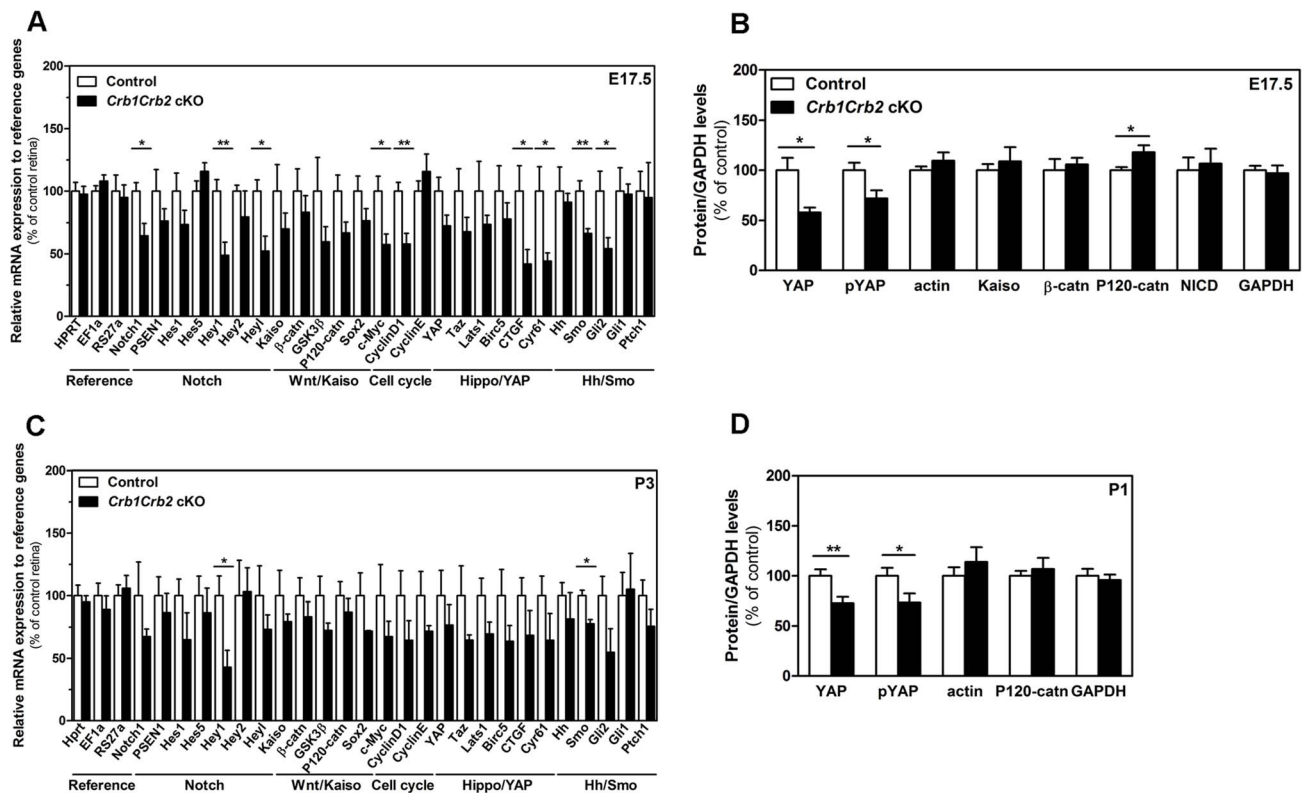 A
Relative mRNA expression to reference genes
(% of control retina)
200
150
100
50
0
Control
Crb1Crb2 cKO
E17.5
* ** * * ** * * ** *
HPRT
EF1a
RS27a
Notch1
PSEN1
Hes1
Hes5
Hey1
Hey2
Heyl
Kaiso
β-catn
GSK3β
P120-catn
Sox2
c-Myc
CyclinD1
CyclinE
YAP
Taz
Lats1
Birc5
CTGF
Cyr61
Hh
Smo
Gli2
Gli1
Ptch1
Reference Notch Wnt/Kaiso Cell cycle Hippo/YAP Hh/Smo
B
Protein/GAPDH levels
(% of control)
200
150
100
50
0
Control
Crb1Crb2 cKO
E17.5
* * *
YAP pYAP actin Kaiso β-catn P120-catn NICD GAPDH
C
Relative mRNA expression to reference genes
(% of control retina)
200
150
100
50
0
Control
Crb1Crb2 cKO
P3
* *
Hprt
EF1a
RS27a
Notch1
PSEN1
Hes1
Hes5
Hey1
Hey2
Heyl
Kaiso
β-catn
GSK3β
P120-catn
Sox2
c-Myc
CyclinD1
CyclinE
YAP
Taz
Lats1
Birc5
CTGF
Cyr61
Hh
Smo
Gli2
Gli1
Ptch1
Reference Notch Wnt/Kaiso Cell cycle Hippo/YAP Hh/Smo
D
Protein/GAPDH levels
(% of control)
200
150
100
50
0
Control
Crb1Crb2 cKO
P1
** *
YAP pYAP actin P120-catn GAPDH